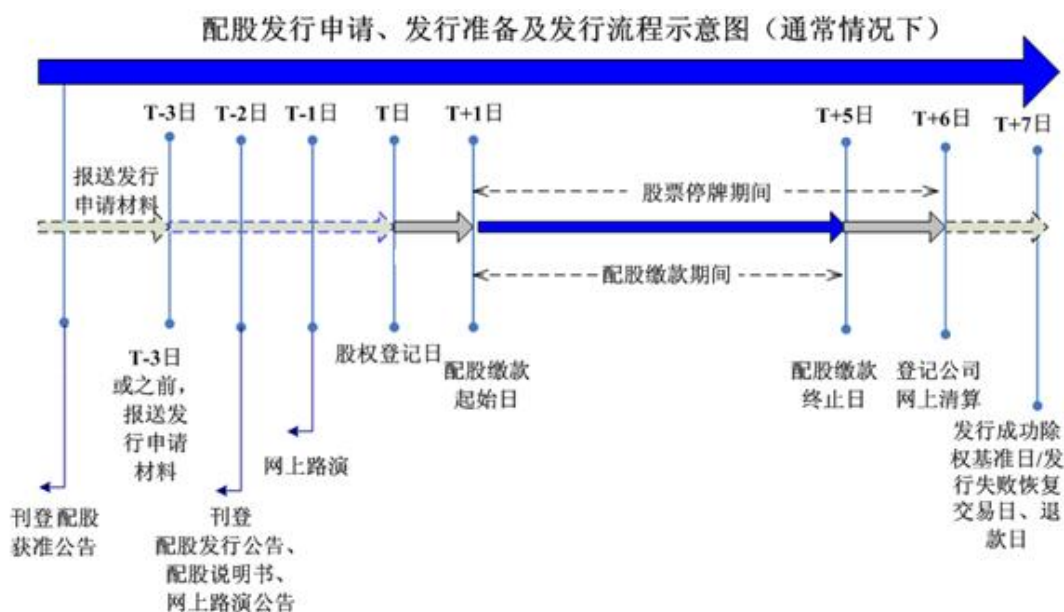 配股发行申请、发行准备及发行流程示意图（通常情况下）
T-3日
T-2日
T-1日
T日
T+1日
T+5日
T+6日
T+7日
报送发行
申请材料
股票停牌期间
配股缴款期间
刊登配股
获准公告
T-3日
或之前，
报送发
行申请
材料
刊登
配股发行公告、
配股说明书、
网上路演公告
网上路演
股权登记日
配股缴款
起始日
配股缴款
终止日
登记公司
网上清算
发行成功除
权基准日/发
行失败恢复
交易日、退
款日